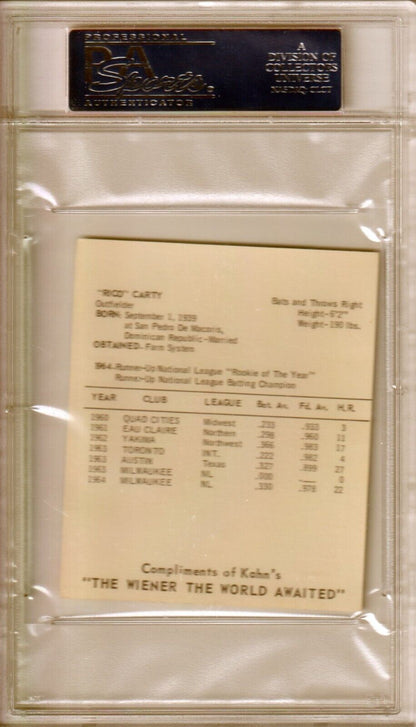 PROFESSIONAL
PSA
Sports
AUTHENTICATOR
A
DIVISION OF
COLLECTORS
UNIVERSE
NASDAQ: CLCT
"RICO" CARTY
Outfielder
BORN: September 1, 1939
at San Pedro De Macoris,
Dominican Republic-Married
OBTAINED: Farm System
Bats and Throws Right
Height-6'2"
Weight-190 lbs.
1964-Runner-Up National League "Rookie of The Year"
Runner-Up National League Batting Champion
YEAR CLUB LEAGUE Bat. Av. Fd. Av. H.R.
1960 QUAD CITIES Midwest .233 .933 3
1961 EAU CLAIRE Northern .298 .960 11
1962 YAKIMA Northwest .366 .983 17
1963 TORONTO INT. .222 .982 4
1963 AUSTIN Texas .327 .899 27
1963 MILWAUKEE NL .000 .___ 0
1964 MILWAUKEE NL .330 .978 22
Compliments of Kahn's
"THE WIENER THE WORLD AWAITED"